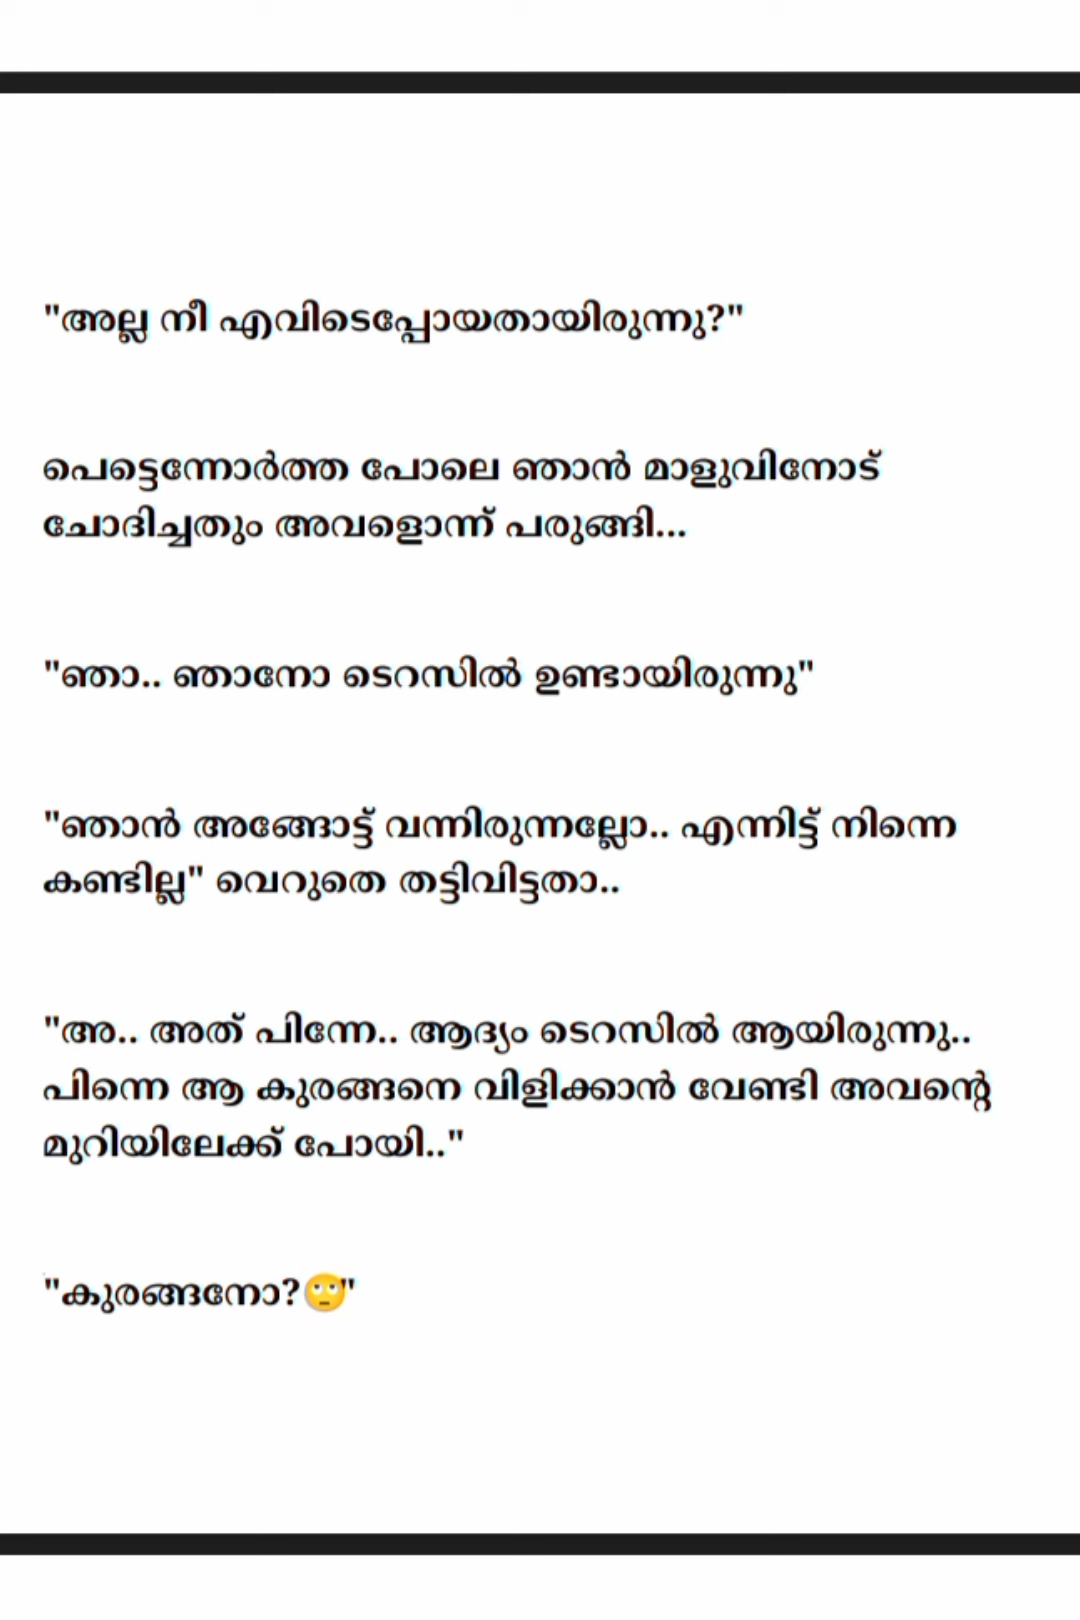 "അല്ല നീ എവിടെപ്പോയതായിരുന്നു?"
പെട്ടെന്നോർത്ത പോലെ ഞാൻ മാളുവിനോട്
ചോദിച്ചതും അവളൊന്ന് പരുങ്ങി...
"ഞാ.. ഞാനോ ടെറസിൽ ഉണ്ടായിരുന്നു"
"ഞാൻ അങ്ങോട്ട് വന്നിരുന്നല്ലോ.. എന്നിട്ട് നിന്നെ
കണ്ടില്ല" വെറുതെ തട്ടിവിട്ടതാ..
"അ.. അത് പിന്നേ.. ആദ്യം ടെറസിൽ ആയിരുന്നു..
പിന്നെ ആ കുരങ്ങനെ വിളിക്കാൻ വേണ്ടി അവന്റെ
മുറിയിലേക്ക് പോയി.."
"കുരങ്ങനോ?🙄"